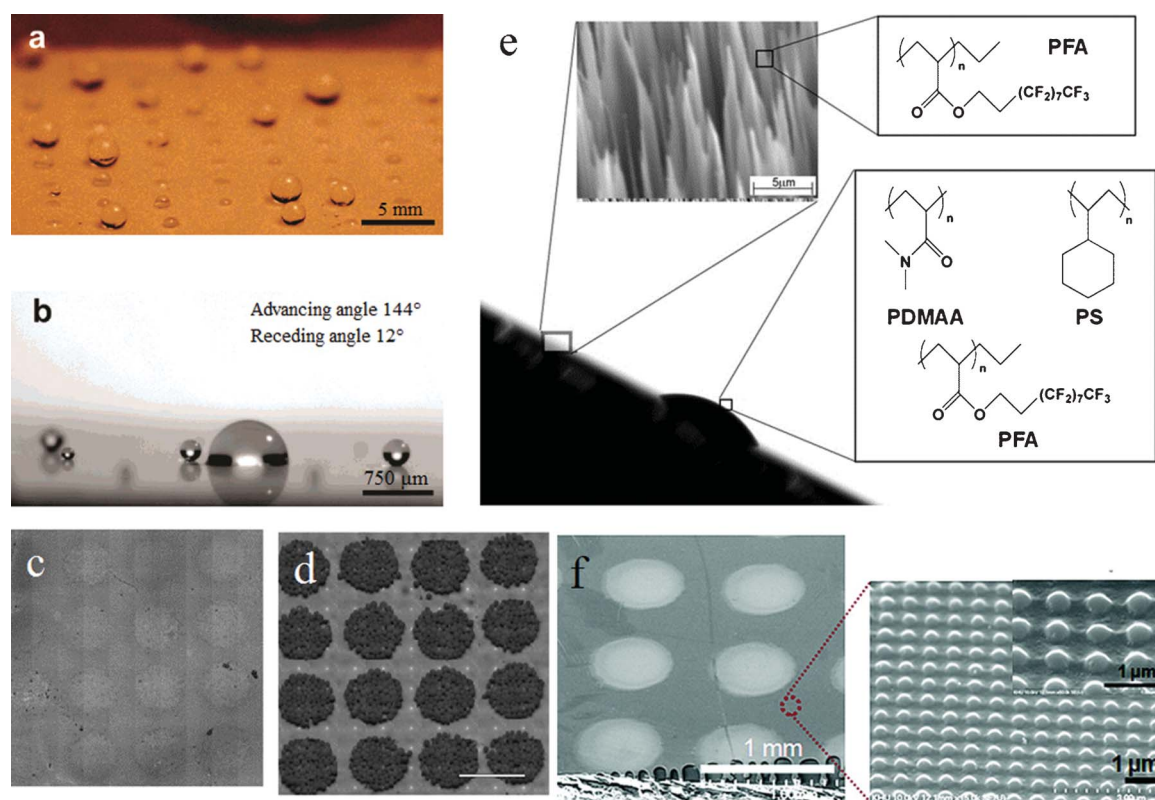 a
5 mm
b
Advancing angle 144°
Receding angle 12°
750 µm
c
d
e
5µm
PFA
n
O
O
(CF₂)₇CF₃
n
N
O
PDMAA
n
PS
n
O
O
(CF₂)₇CF₃
PFA
f
1 mm
1 µm
1 µm